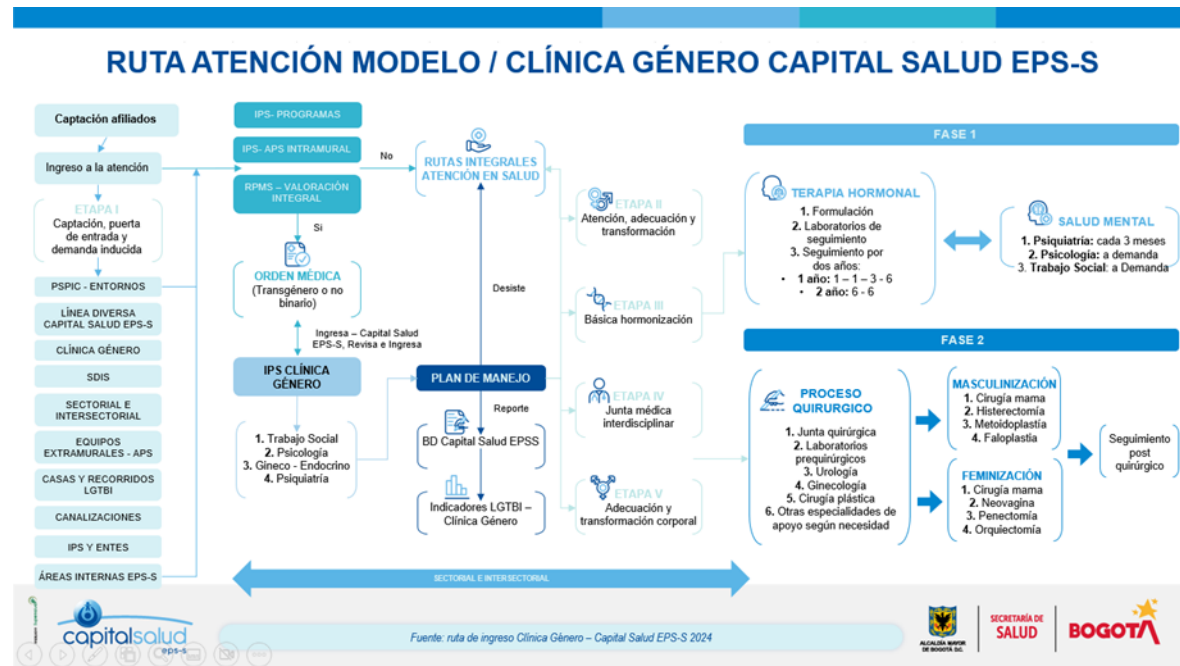 RUTA ATENCIÓN MODELO / CLÍNICA GÉNERO CAPITAL SALUD EPS-S
Captación afiliados
Ingreso a la atención
ETAPA I
Captación, puerta
de entrada y
demanda inducida
PSPIC - ENTORNOS
LÍNEA DIVERSA
CAPITAL SALUD EPS-S
CLÍNICA GÉNERO
SDIS
SECTORIAL E
INTERSECTORIAL
EQUIPOS
EXTRAMURALES - APS
CASAS Y RECORRIDOS
LGTBI
CANALIZACIONES
IPS Y ENTES
ÁREAS INTERNAS EPS-S
IPS- PROGRAMAS
IPS- APS INTRAMURAL
RPMS – VALORACIÓN
INTEGRAL
No
Si
ORDEN MÉDICA
(Transgénero o no
binario)
Ingresa – Capital Salud
EPS-S, Revisa e Ingresa
IPS CLÍNICA
GÉNERO
1. Trabajo Social
2. Psicología
3. Gineco - Endocrino
4. Psiquiatría
RUTAS INTEGRALES
ATENCIÓN EN SALUD
Desiste
PLAN DE MANEJO
Reporte
BD Capital Salud EPSS
Indicadores LGTBI –
Clínica Género
ETAPA II
Atención, adecuación y
transformación
ETAPA III
Básica hormonización
ETAPA IV
Junta médica
interdisciplinar
ETAPA V
Adecuación y
transformación corporal
SECTORIAL E INTERSECTORIAL
FASE 1
TERAPIA HORMONAL
1. Formulación
2. Laboratorios de
seguimiento
3. Seguimiento por
dos años:
• 1 año: 1 – 1 – 3 - 6
• 2 año: 6 - 6
SALUD MENTAL
1. Psiquiatría: cada 3 meses
2. Psicología: a demanda
3. Trabajo Social: a Demanda
FASE 2
PROCESO
QUIRURGICO
1. Junta quirúrgica
2. Laboratorios
prequirúrgicos
3. Urología
4. Ginecología
5. Cirugía plástica
6. Otras especialidades de
apoyo según necesidad
MASCULINIZACIÓN
1. Cirugía mama
2. Histerectomía
3. Metoidoplastía
4. Faloplastia
FEMINIZACIÓN
1. Cirugía mama
2. Neovagina
3. Penectomía
4. Orquiectomía
Seguimiento
post
quirúrgico
capitalsalud
eps-s
Fuente: ruta de ingreso Clínica Género – Capital Salud EPS-S 2024
ALCALDÍA MAYOR
DE BOGOTÁ D.C.
SECRETARÍA DE
SALUD
BOGOTÁ